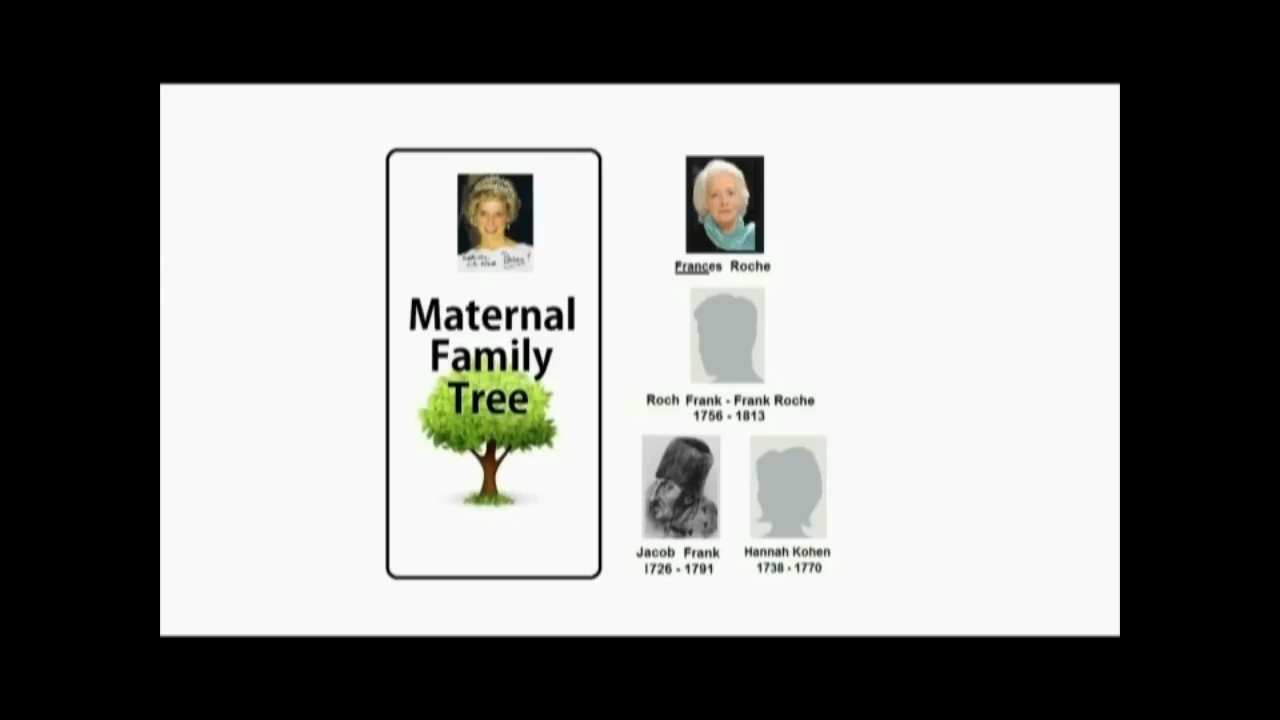 Maternal
Family
Tree
Frances Roche
Roch Frank - Frank Roche
1756 - 1813
Jacob Frank
1726 - 1791
Hannah Kohen
1738 - 1770